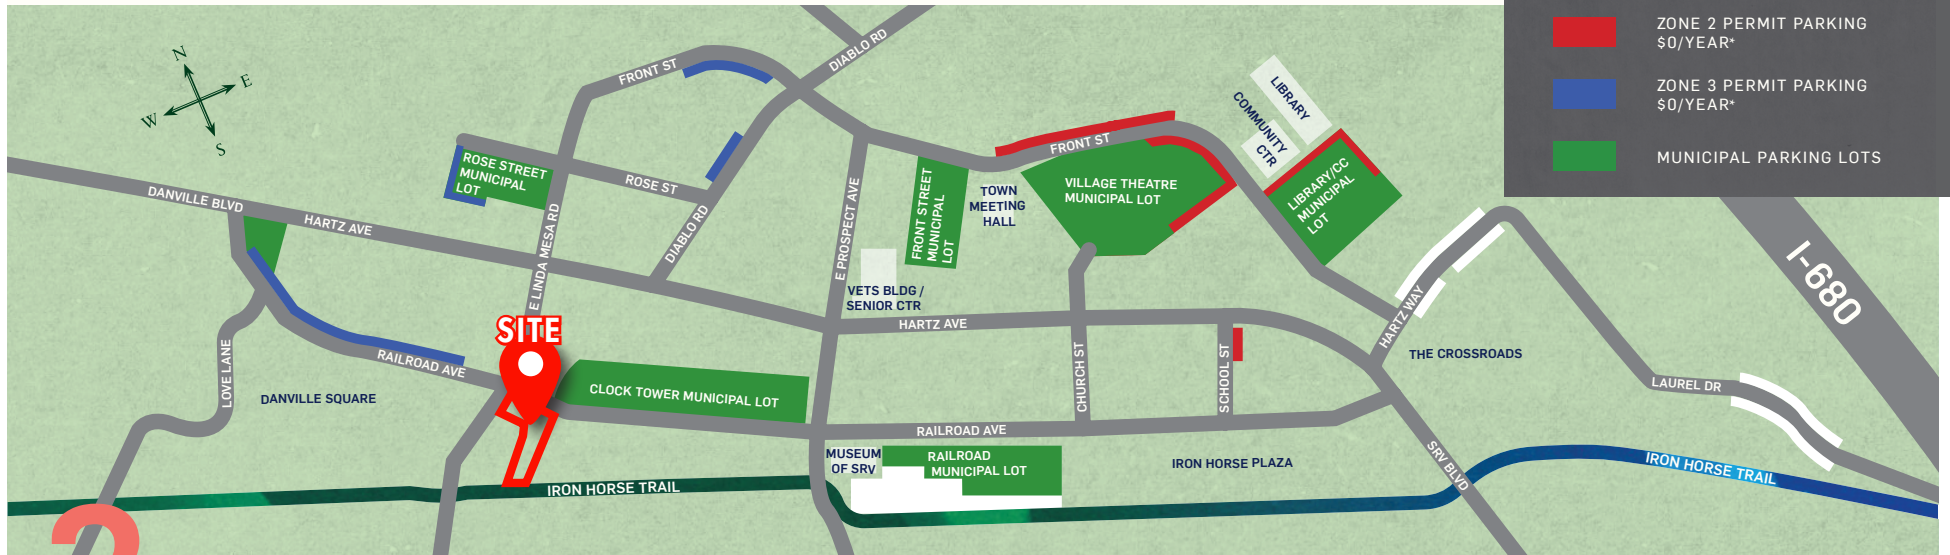 ZONE 2 PERMIT PARKING
$0/YEAR*
ZONE 3 PERMIT PARKING
$0/YEAR*
MUNICIPAL PARKING LOTS
N
E
W
S
FRONT ST
DIABLO RD
LIBRARY
COMMUNITY
CTR
ROSE STREET
MUNICIPAL
LOT
ROSE ST
DANVILLE BLVD
HARTZ AVE
E LINDA MESA RD
DIABLO RD
E PROSPECT AVE
FRONT STREET
MUNICIPAL
LOT
TOWN
MEETING
HALL
FRONT ST
VILLAGE THEATRE
MUNICIPAL LOT
LIBRARY/CC
MUNICIPAL
LOT
I-680
VETS BLDG /
SENIOR CTR
HARTZ AVE
HARTZ WAY
THE CROSSROADS
LAUREL DR
SITE
RAILROAD AVE
LOVE LANE
DANVILLE SQUARE
CLOCK TOWER MUNICIPAL LOT
CHURCH ST
SCHOOL ST
RAILROAD AVE
MUSEUM
OF SRV
RAILROAD
MUNICIPAL LOT
IRON HORSE PLAZA
SRV BLVD
IRON HORSE TRAIL
IRON HORSE TRAIL
2